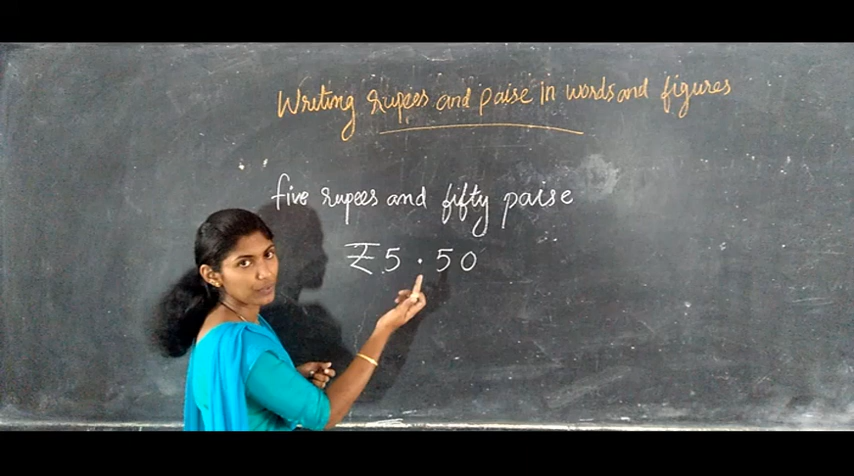 Writing rupees and paise in words and figures
five rupees and fifty paise
₹5.50